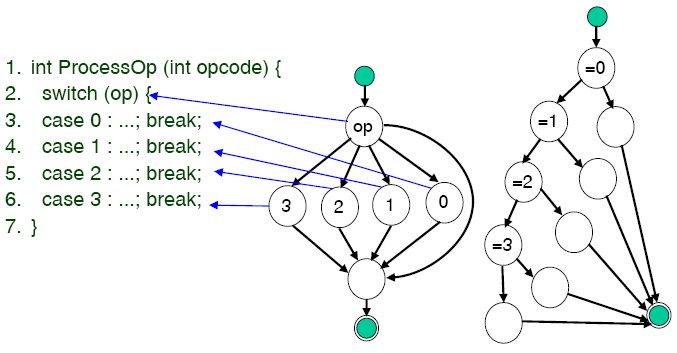 1. int ProcessOp (int opcode) {
2. switch (op) {
3. case 0 : ...; break;
4. case 1 : ...; break;
5. case 2 : ...; break;
6. case 3 : ...; break;
7. }
op
3 2 1 0
=0
=1
=2
=3